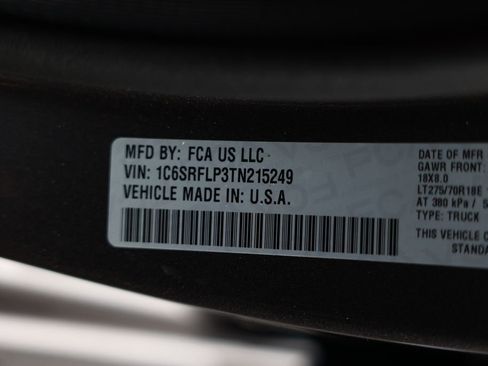 MFD BY: FCA US LLC
VIN: 1C6SRFLP3TN215249
VEHICLE MADE IN: U.S.A.
DATE OF MFR
GAWR FRONT:
18X8.0
LT275/70R18E
AT 380 kPa /
TYPE: TRUCK
THIS VEHICLE
STANDA